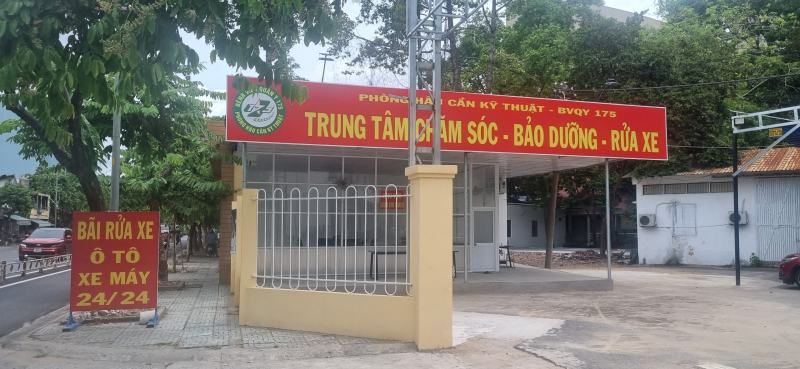 PHÒNG HẬU CẦN KỸ THUẬT - BVQY 175
TRUNG TÂM CHĂM SÓC - BẢO DƯỠNG - RỬA XE
BÃI RỬA XE
Ô TÔ
XE MÁY
24/24